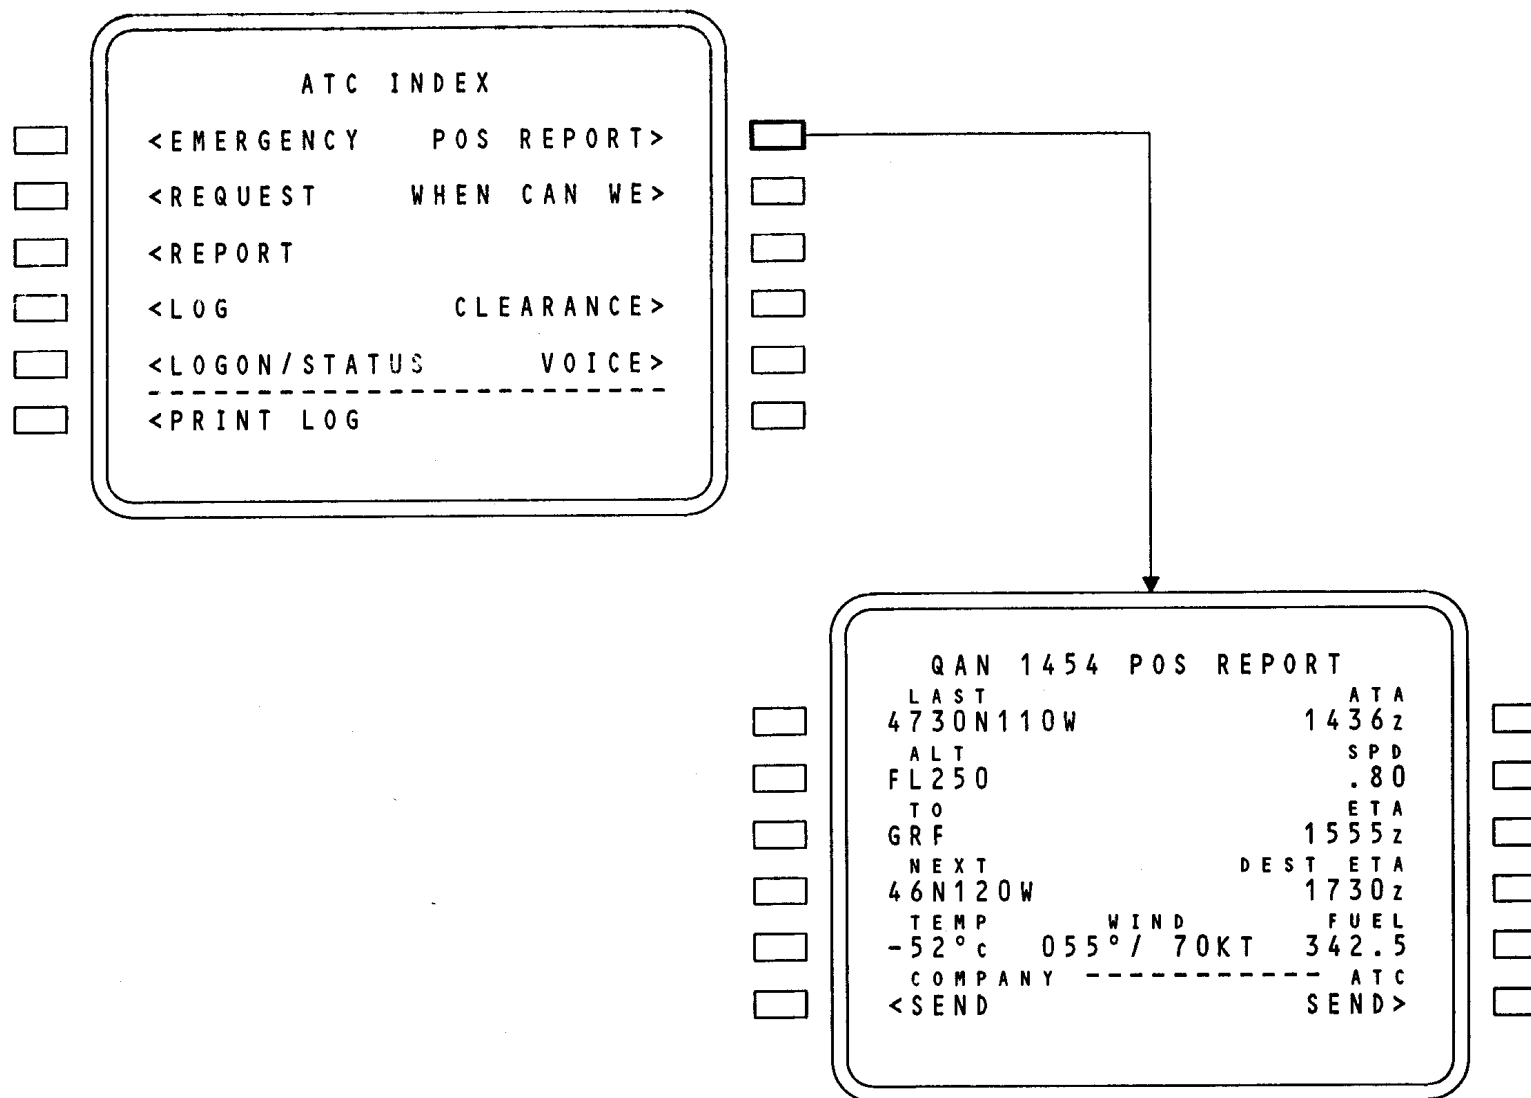 ATC INDEX
<EMERGENCY POS REPORT>
<REQUEST WHEN CAN WE>
<REPORT
<LOG CLEARANCE>
<LOGON/STATUS VOICE>
-----------------------------
<PRINT LOG
QAN 1454 POS REPORT
LAST ATA
4730N110W 1436z
ALT SPD
FL250 .80
TO ETA
GRF 1555z
NEXT DEST ETA
46N120W 1730z
TEMP WIND FUEL
-52°c 055°/ 70KT 342.5
COMPANY ----------- ATC
<SEND SEND>